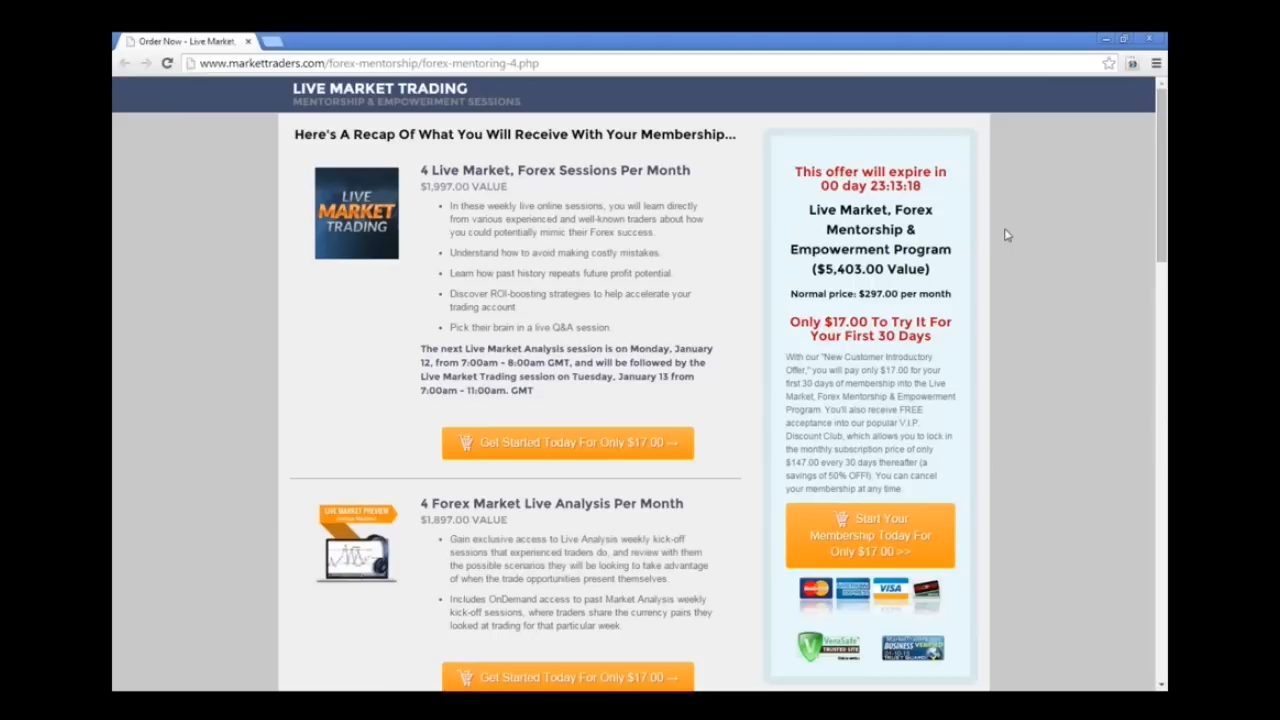 Order Now - Live Market,
www.markettraders.com/forex-mentorship/forex-mentoring-4.php
LIVE MARKET TRADING
MENTORSHIP & EMPOWERMENT SESSIONS
Here's A Recap Of What You Will Receive With Your Membership...
LIVE
MARKET
TRADING
4 Live Market, Forex Sessions Per Month
$1,997.00 VALUE
In these weekly live online sessions, you will learn directly
from various experienced and well-known traders about how
you could potentially mimic their Forex success.
Understand how to avoid making costly mistakes.
Learn how past history repeats future profit potential.
Discover ROI-boosting strategies to help accelerate your
trading account.
Pick their brain in a live Q&A session.
The next Live Market Analysis session is on Monday, January
12, from 7:00am - 8:00am GMT, and will be followed by the
Live Market Trading session on Tuesday, January 13 from
7:00am - 11:00am. GMT
Get Started Today For Only $17.00 →
LIVE MARKET PREVIEW
4 Forex Market Live Analysis Per Month
$1,897.00 VALUE
Gain exclusive access to Live Analysis weekly kick-off
sessions that experienced traders do, and review with them
the possible scenarios they will be looking to take advantage
of when the trade opportunities present themselves.
Includes OnDemand access to past Market Analysis weekly
kick-off sessions, where traders share the currency pairs they
looked at trading for that particular week.
Get Started Today For Only $17.00 →
This offer will expire in
00 day 23:13:18
Live Market, Forex
Mentorship &
Empowerment Program
($5,403.00 Value)
Normal price: $297.00 per month
Only $17.00 To Try It For
Your First 30 Days
With our "New Customer Introductory
Offer," you will pay only $17.00 for your
first 30 days of membership into the Live
Market, Forex Mentorship & Empowerment
Program. You'll also receive FREE
acceptance into our popular V.I.P.
Discount Club, which allows you to lock in
the monthly subscription price of only
$147.00 every 30 days thereafter (a
savings of 50% OFF!). You can cancel
your membership at any time.
Start Your
Membership Today For
Only $17.00 >>
MasterCard
VISA
TRUSTED SITE
BUSINESS VERIFIED